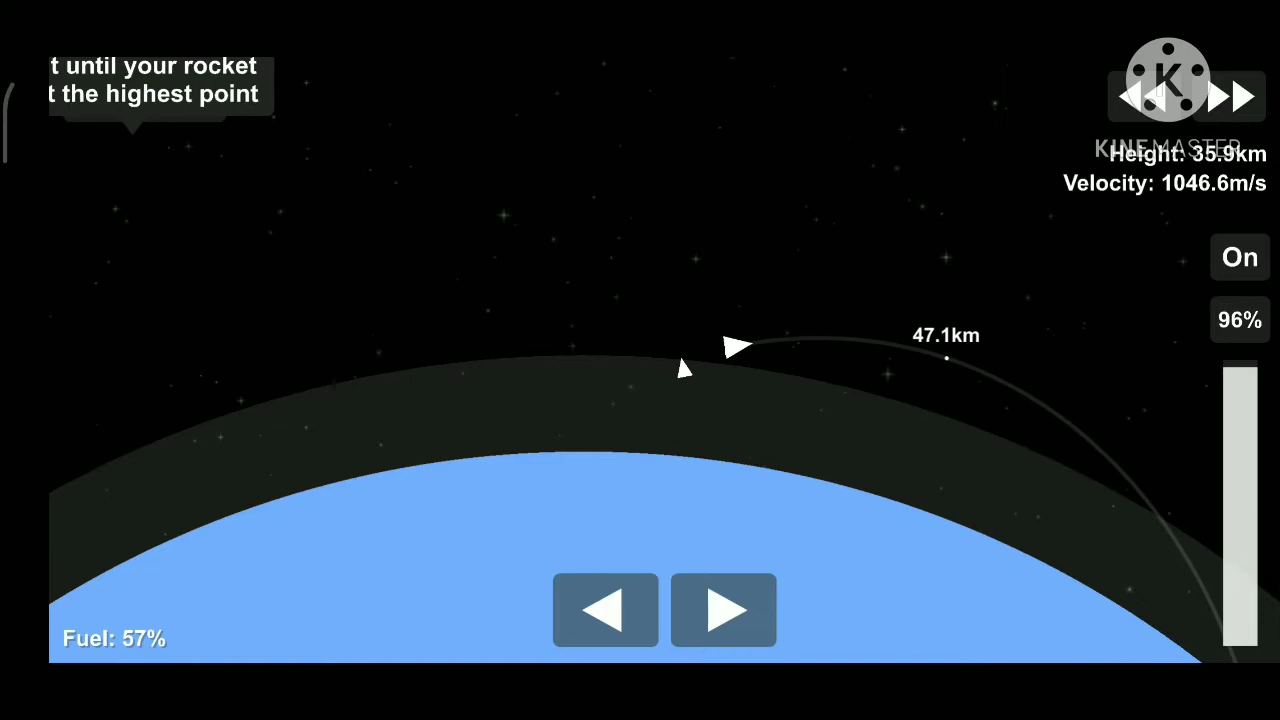 t until your rocket
t the highest point
K
KINEMASTER
Height: 35.9km
Velocity: 1046.6m/s
On
96%
47.1km
Fuel: 57%